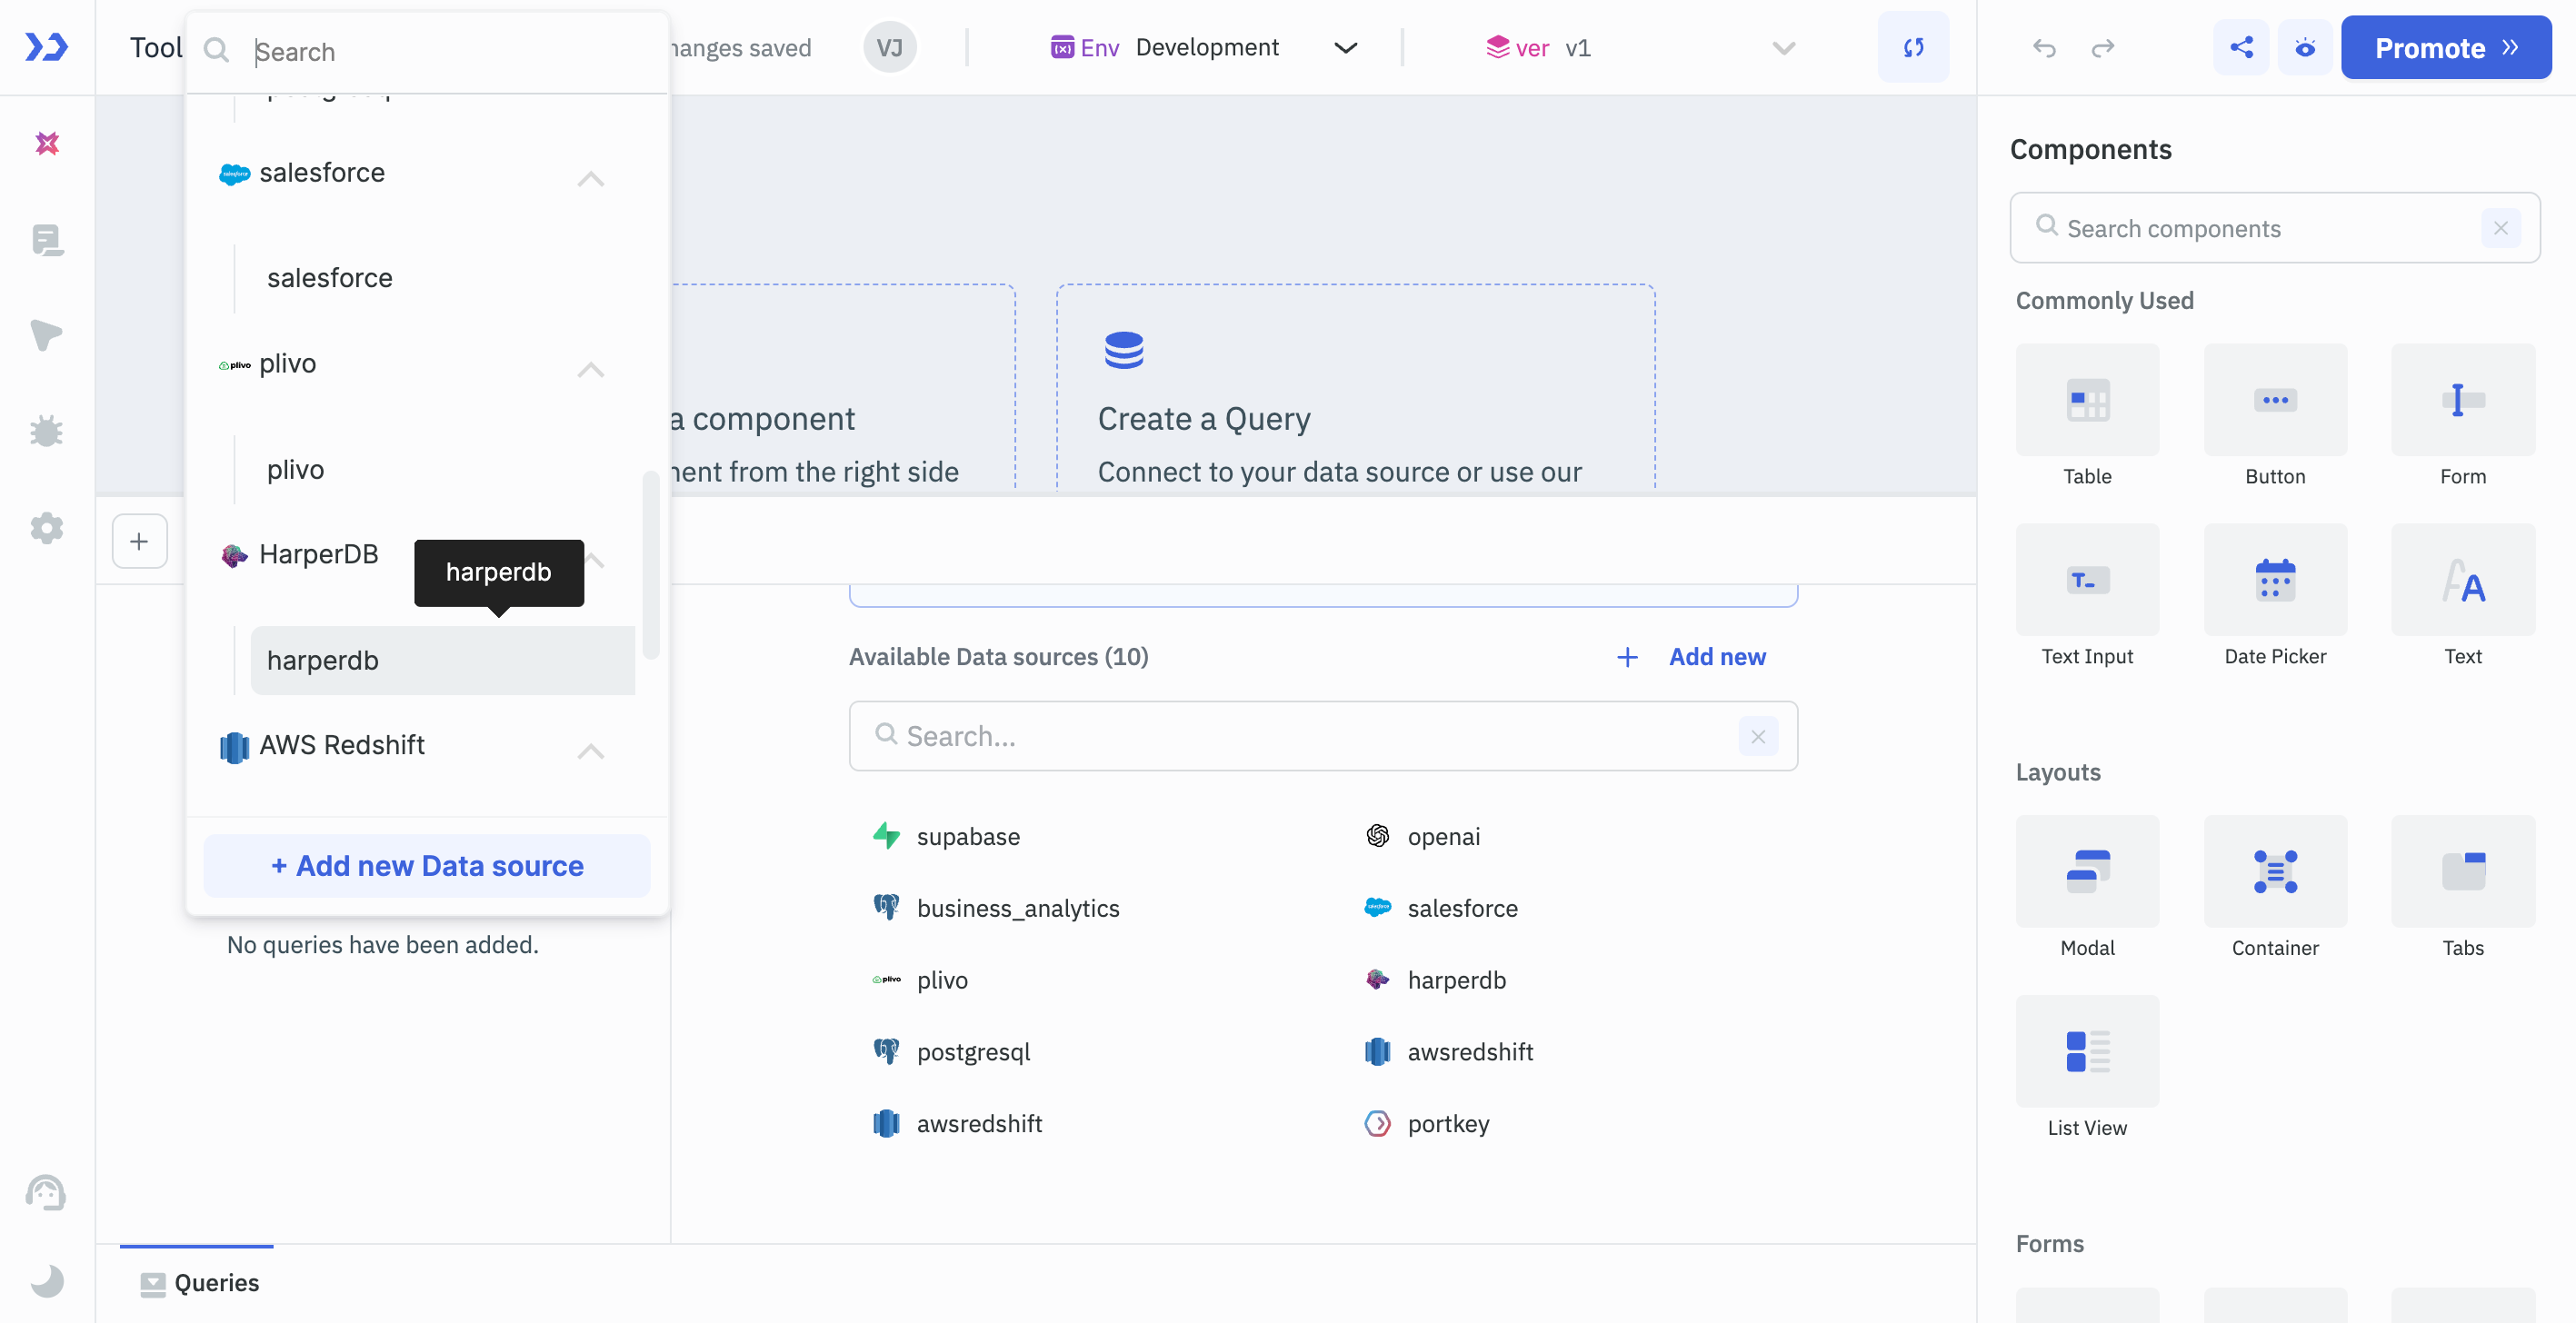 Tool
Search
hanges saved
VJ
Env
Development
ver
v1
Promote
salesforce
salesforce
plivo
plivo
HarperDB
harperdb
harperdb
AWS Redshift
+ Add new Data source
No queries have been added.
a component
nent from the right side
Create a Query
Connect to your data source or use our
Available Data sources (10)
Add new
Search...
supabase
openai
business_analytics
salesforce
plivo
harperdb
postgresql
awsredshift
awsredshift
portkey
Queries
Components
Search components
Commonly Used
Table
Button
Form
Text Input
Date Picker
Text
Layouts
Modal
Container
Tabs
List View
Forms